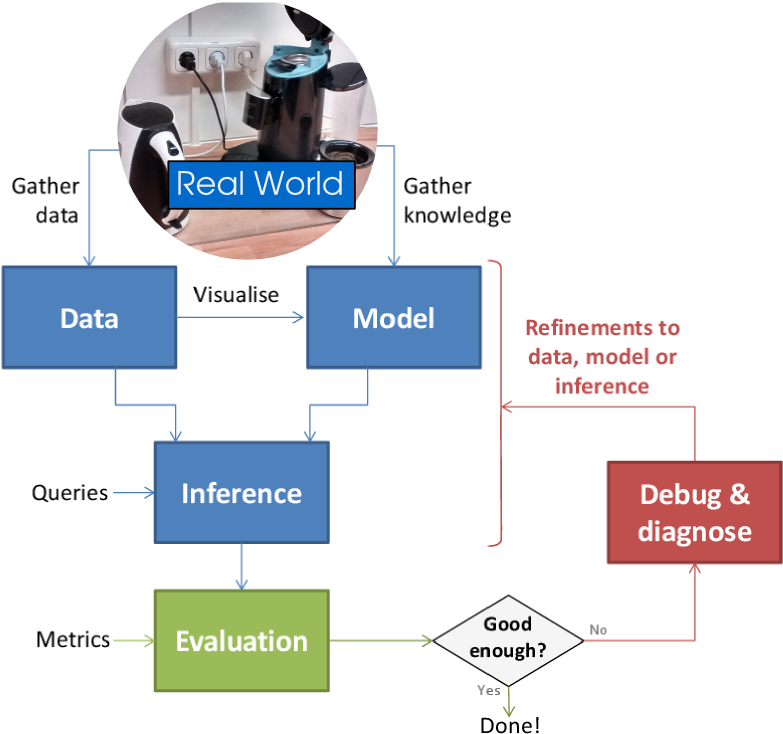 Real World
Gather
data
Gather
knowledge
Data
Visualise
Model
Refinements to
data, model or
inference
Queries
Inference
Debug &
diagnose
Metrics
Evaluation
Good
enough?
No
Yes
Done!